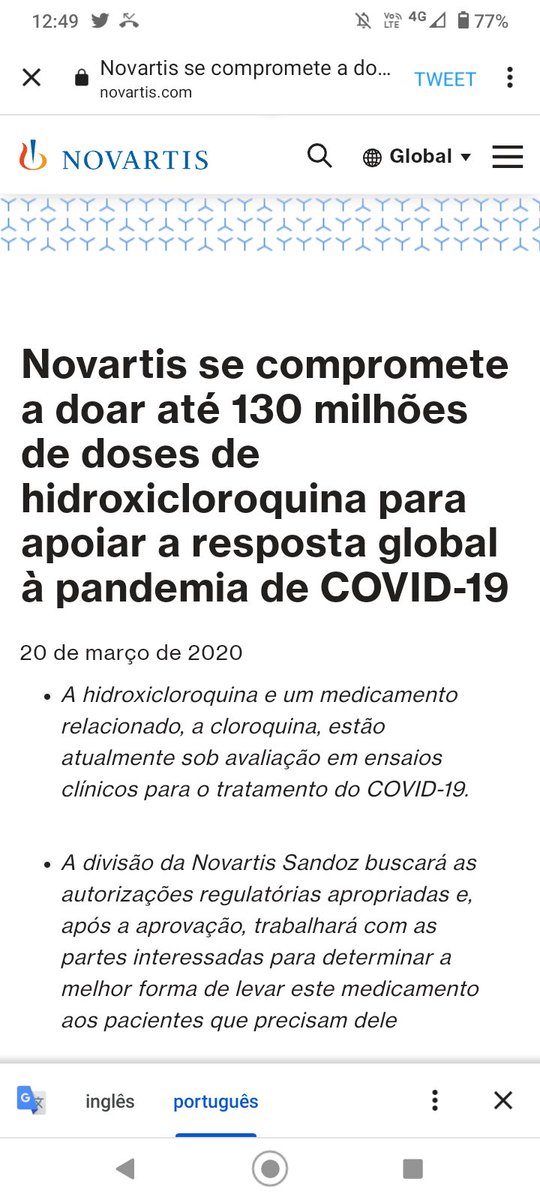 12:49
Vo))
LTE
4G
77%
Novartis se compromete a do...
novartis.com
TWEET
NOVARTIS
Global
Novartis se compromete
a doar até 130 milhões
de doses de
hidroxicloroquina para
apoiar a resposta global
à pandemia de COVID-19
20 de março de 2020
• A hidroxicloroquina e um medicamento
relacionado, a cloroquina, estão
atualmente sob avaliação em ensaios
clínicos para o tratamento do COVID-19.
• A divisão da Novartis Sandoz buscará as
autorizações regulatórias apropriadas e,
após a aprovação, trabalhará com as
partes interessadas para determinar a
melhor forma de levar este medicamento
aos pacientes que precisam dele
G
inglês
português